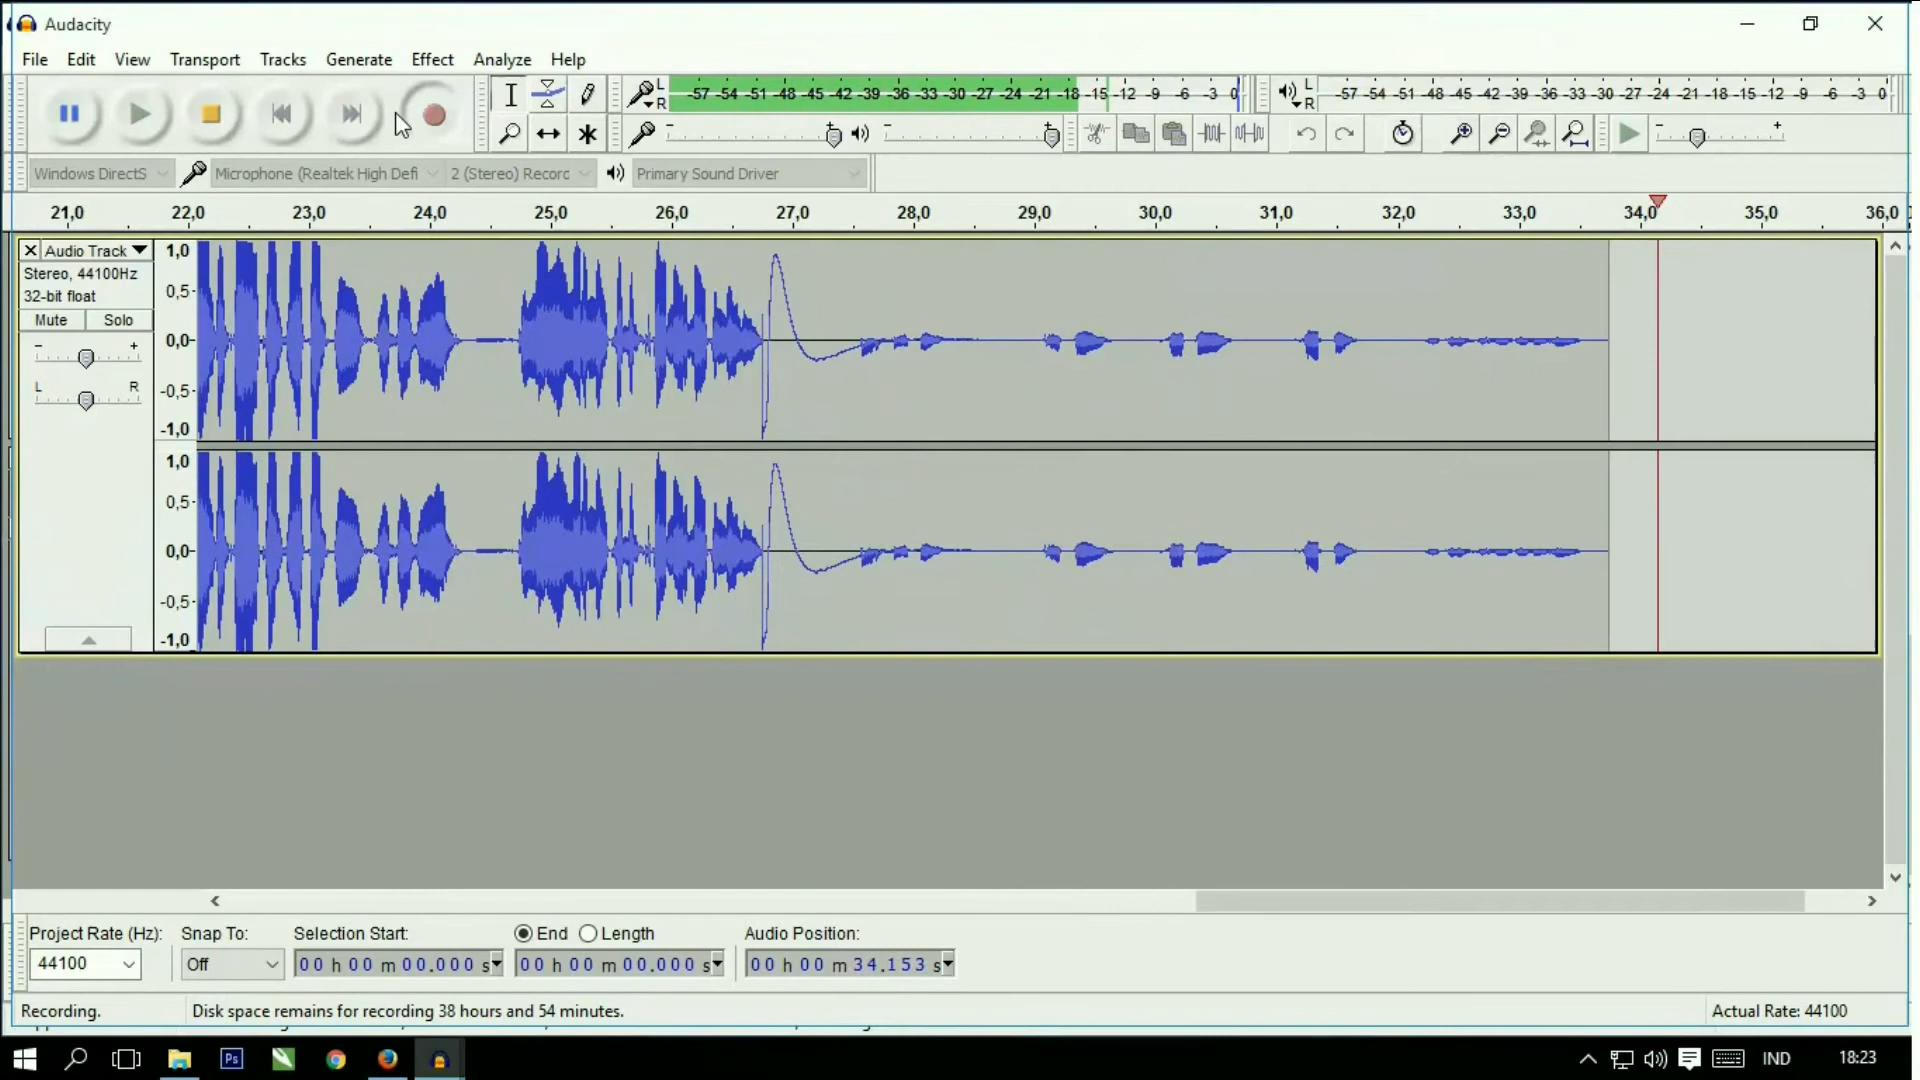 Audacity
File Edit View Transport Tracks Generate Effect Analyze Help
L
R
-57 -54 -51 -48 -45 -42 -39 -36 -33 -30 -27 -24 -21 -18 -15 -12 -9 -6 -3 0
L
R
-57 -54 -51 -48 -45 -42 -39 -36 -33 -30 -27 -24 -21 -18 -15 -12 -9 -6 -3 0
Windows DirectS Microphone (Realtek High Defi 2 (Stereo) Recorc Primary Sound Driver
21,0 22,0 23,0 24,0 25,0 26,0 27,0 28,0 29,0 30,0 31,0 32,0 33,0 34,0 35,0 36,0
Audio Track
Stereo, 44100Hz
32-bit float
Mute Solo
- +
L R
1,0
0,5
0,0
-0,5
-1,0
1,0
0,5
0,0
-0,5
-1,0
Project Rate (Hz): Snap To: Selection Start: End Length Audio Position:
44100 Off 00 h 00 m 00.000 s 00 h 00 m 00.000 s 00 h 00 m 34.153 s
Recording. Disk space remains for recording 38 hours and 54 minutes. Actual Rate: 44100
Ps IND 18:23